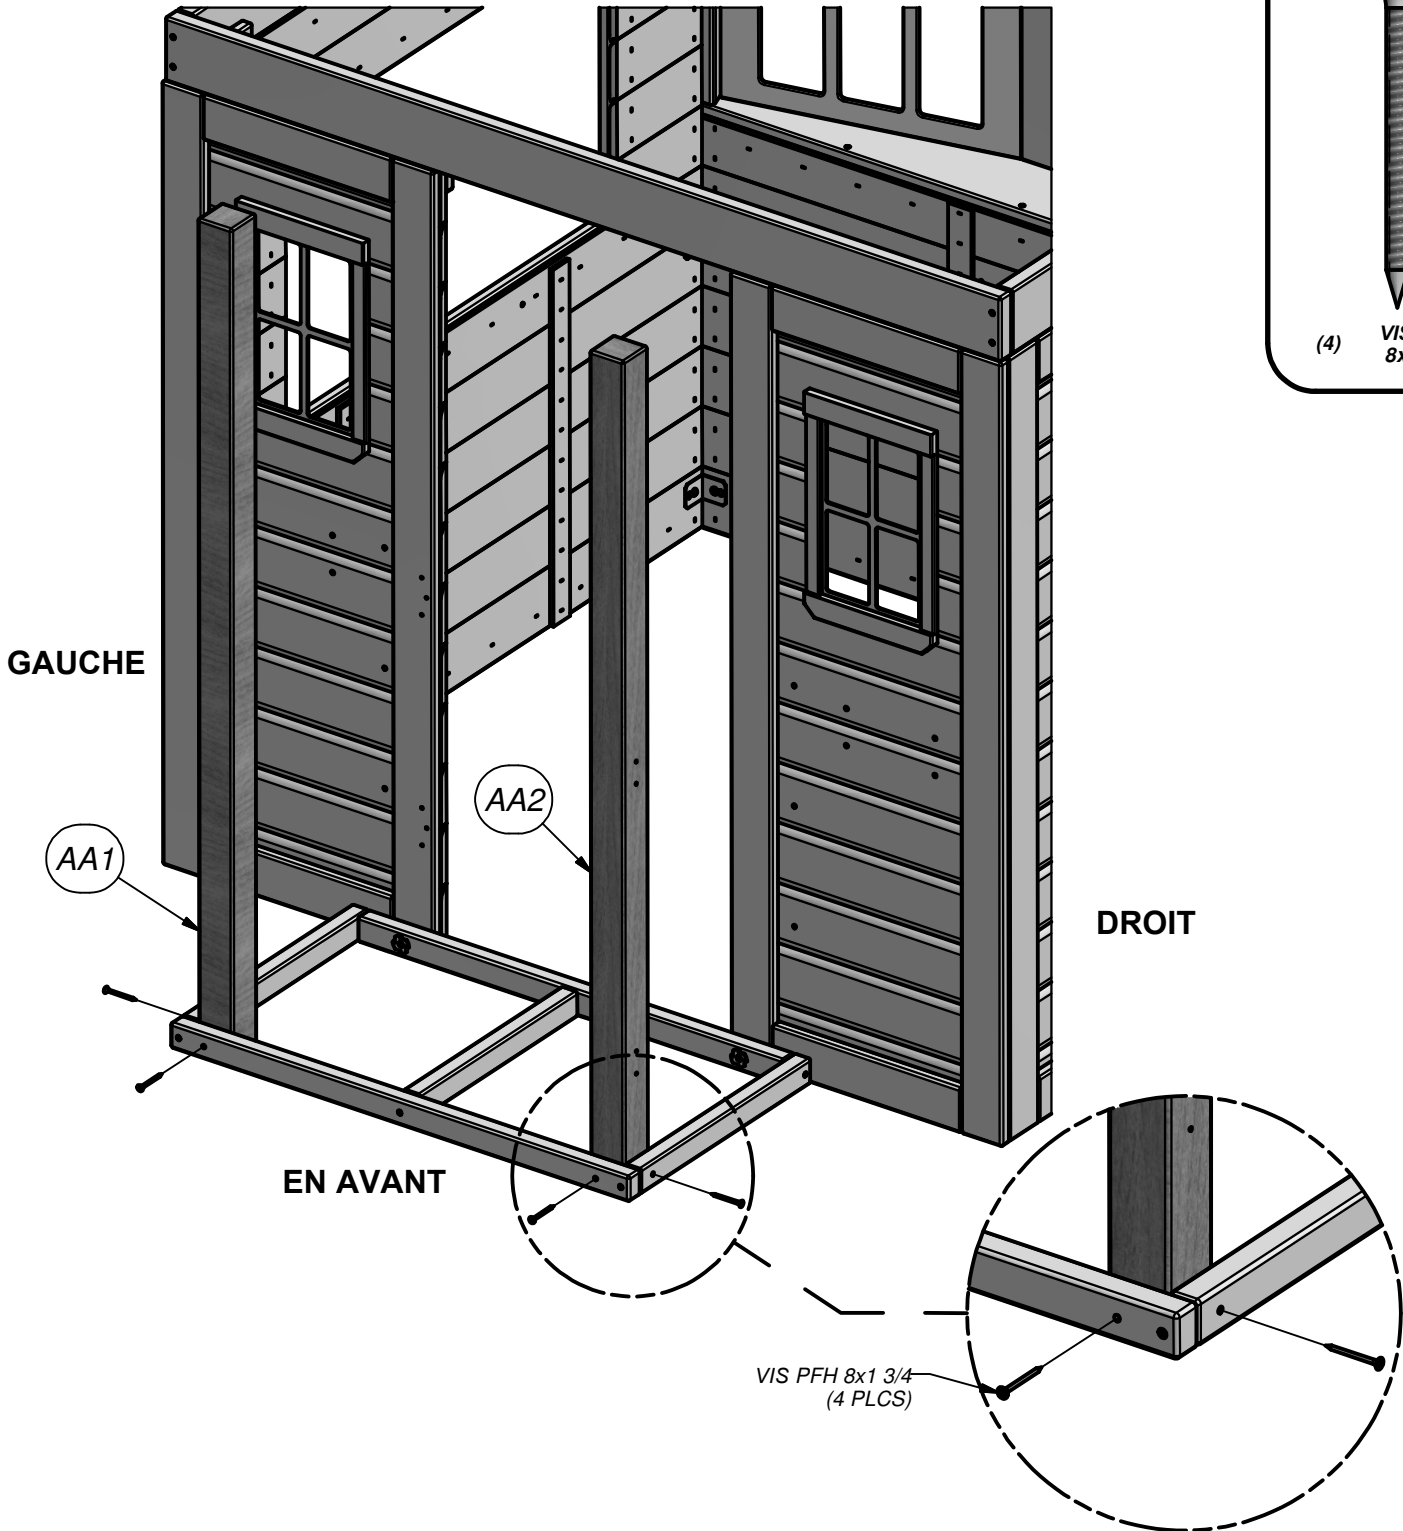 (4)
GAUCHE
AA2
AA1
DROIT
EN AVANT
VIS PFH 8x1 3/4
(4 PLCS)